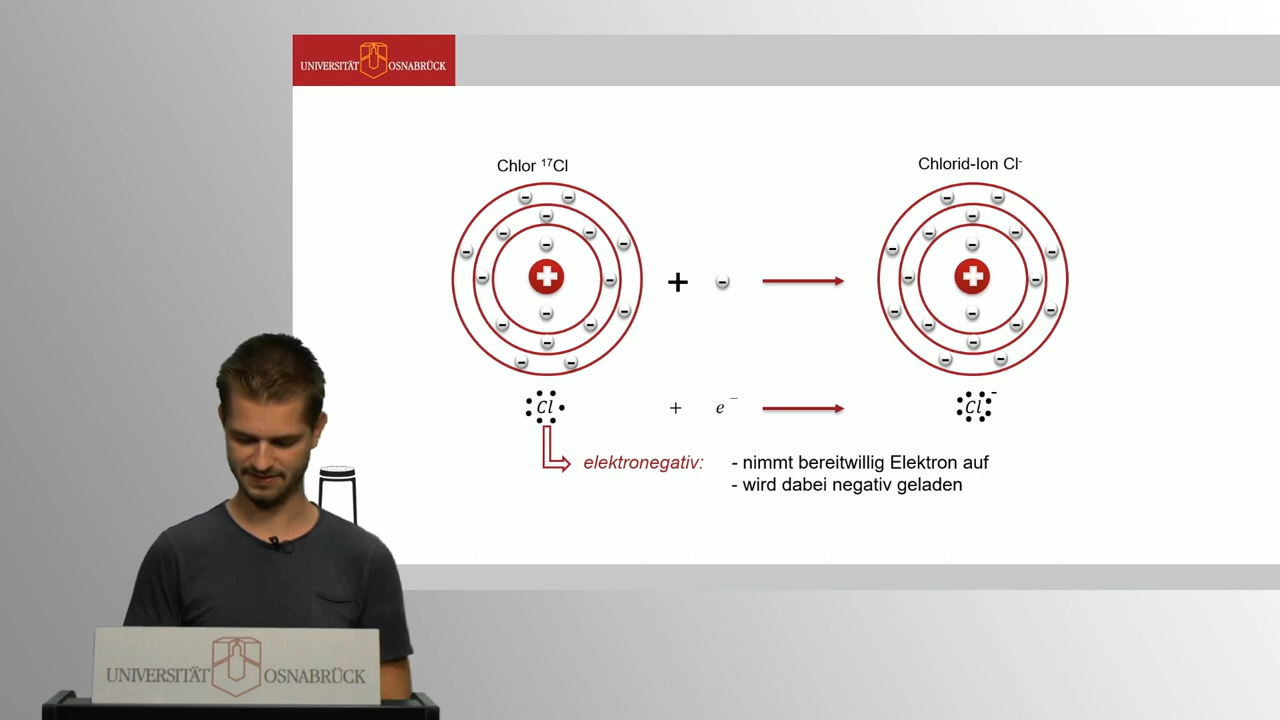 UNIVERSITÄT OSNABRÜCK
Chlor ¹⁷Cl
Chlorid-Ion Cl⁻
+
Cl + e⁻ Cl⁻
elektronegativ: - nimmt bereitwillig Elektron auf
- wird dabei negativ geladen
UNIVERSITÄT OSNABRÜCK